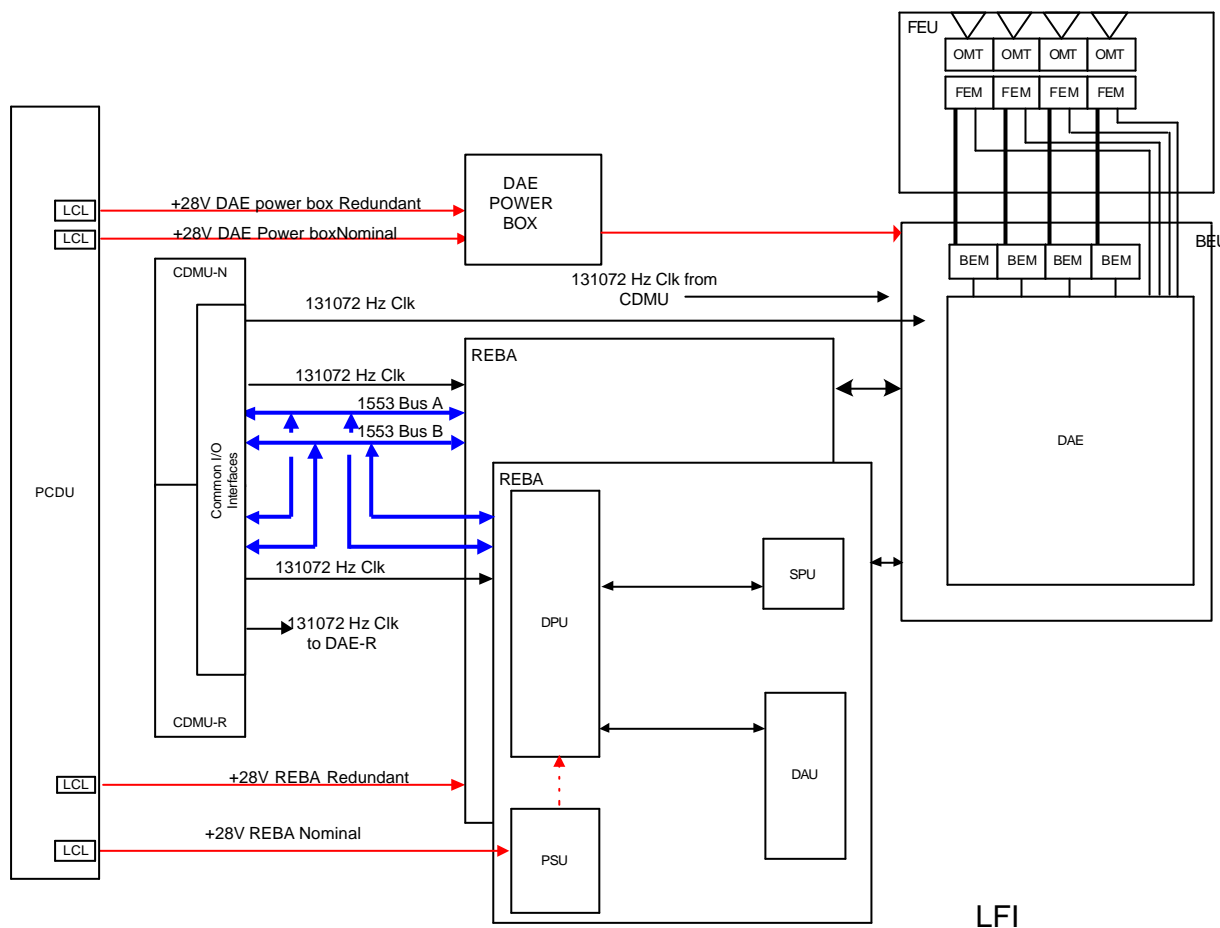 FEU
OMT OMT OMT OMT
FEM FEM FEM FEM
LCL
+28V DAE power box Redundant
LCL
+28V DAE Power boxNominal
DAE
POWER
BOX
BEU
BEM BEM BEM BEM
CDMU-N
131072 Hz Clk from
CDMU
131072 Hz Clk
REBA
131072 Hz Clk
1553 Bus A
1553 Bus B
DAE
Common I/O
Interfaces
PCDU
REBA
131072 Hz Clk
SPU
DPU
131072 Hz Clk
to DAE-R
CDMU-R
LCL
+28V REBA Redundant
DAU
LCL
+28V REBA Nominal
PSU
LFI